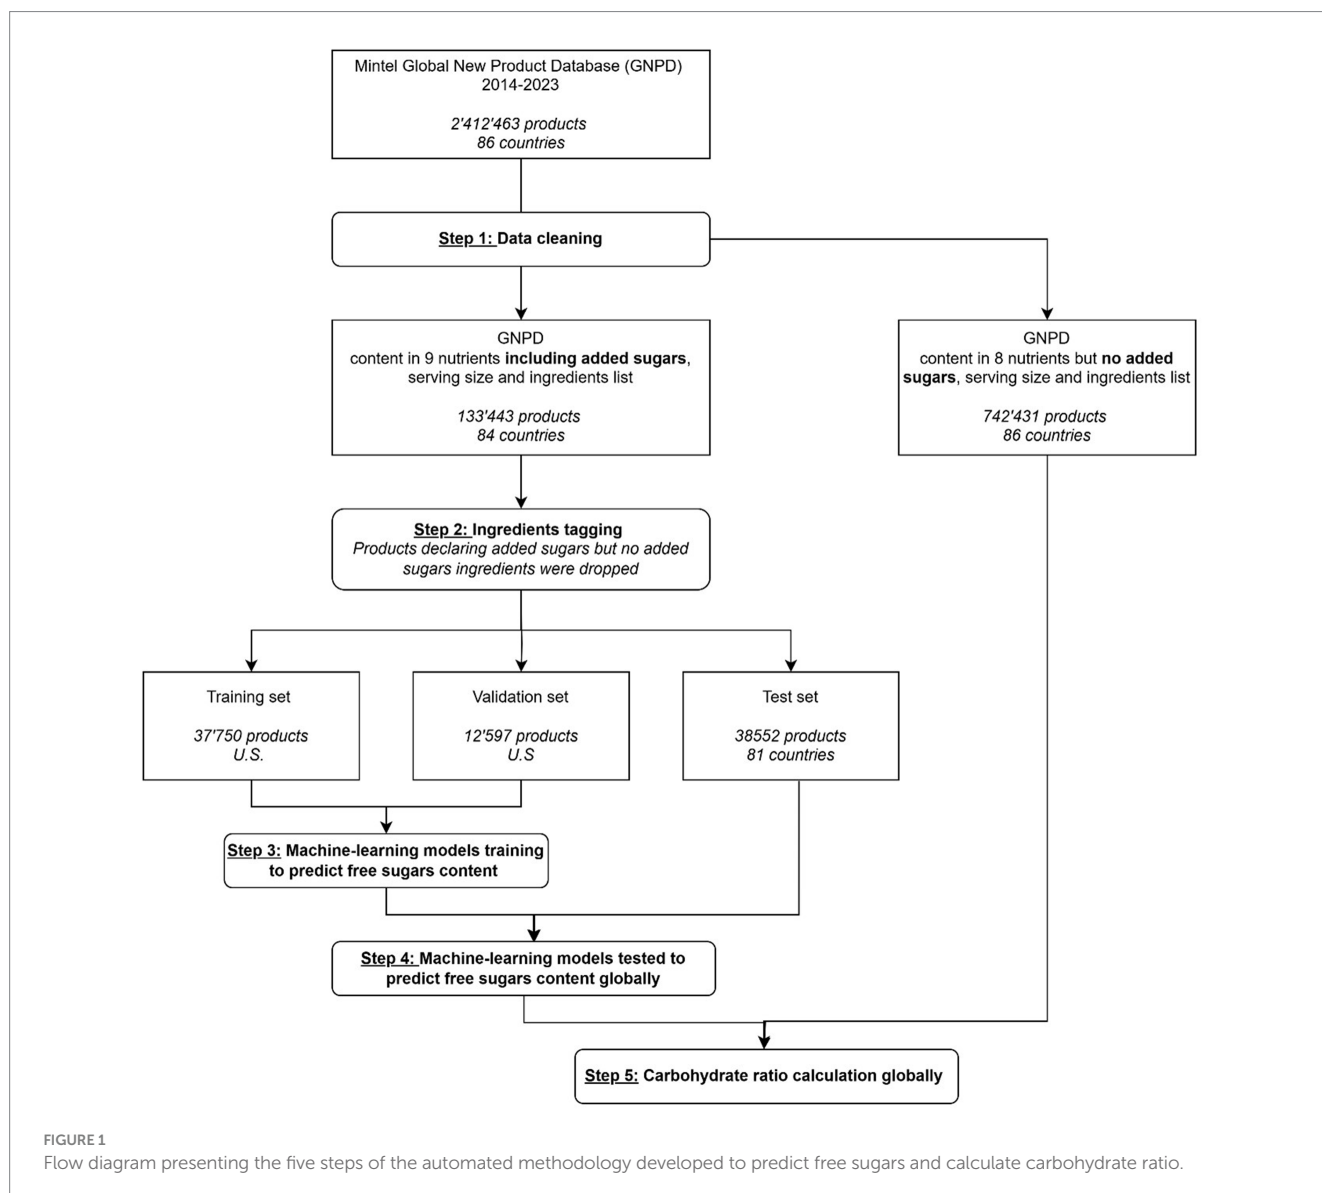 Mintel Global New Product Database (GNPD)
2014-2023
2'412'463 products
86 countries
Step 1: Data cleaning
GNPD
content in 9 nutrients including added sugars,
serving size and ingredients list
133'443 products
84 countries
GNPD
content in 8 nutrients but no added
sugars, serving size and ingredients list
742'431 products
86 countries
Step 2: Ingredients tagging
Products declaring added sugars but no added
sugars ingredients were dropped
Training set
37'750 products
U.S.
Validation set
12'597 products
U.S
Test set
38552 products
81 countries
Step 3: Machine-learning models training
to predict free sugars content
Step 4: Machine-learning models tested to
predict free sugars content globally
Step 5: Carbohydrate ratio calculation globally
FIGURE 1
Flow diagram presenting the five steps of the automated methodology developed to predict free sugars and calculate carbohydrate ratio.